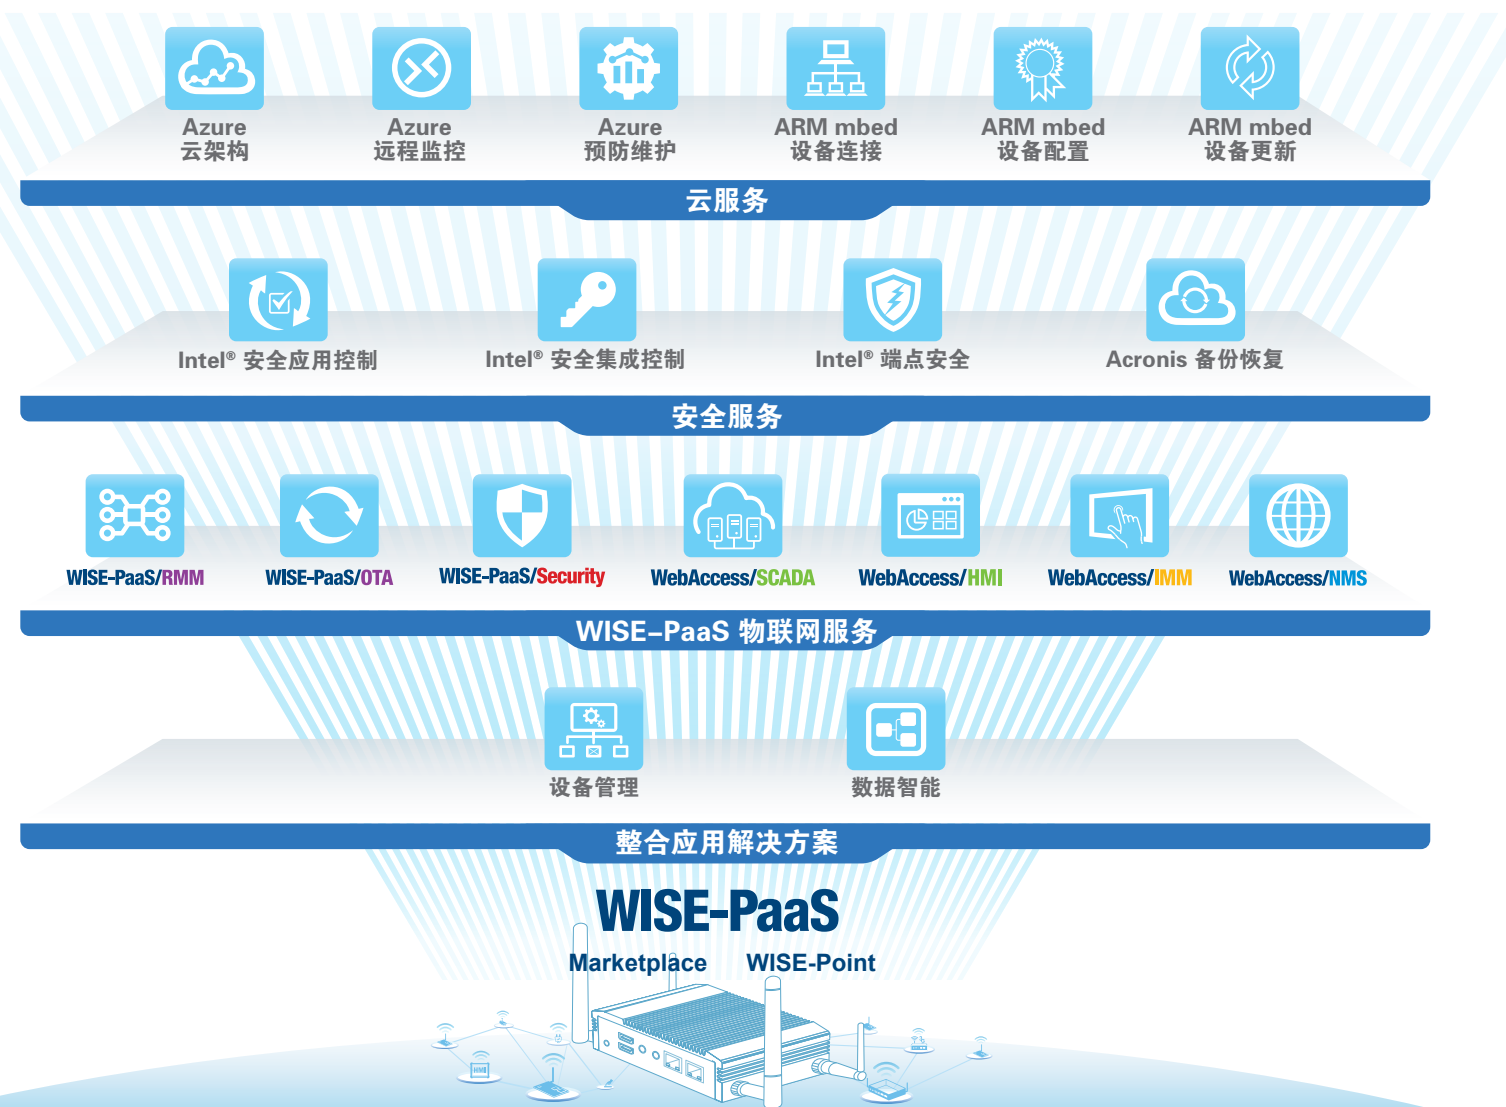 Azure
云架构
Azure
远程监控
Azure
预防维护
ARM mbed
设备连接
ARM mbed
设备配置
ARM mbed
设备更新
云服务
Intel® 安全应用控制
Intel® 安全集成控制
Intel® 端点安全
Acronis 备份恢复
安全服务
WISE-PaaS/RMM
WISE-PaaS/OTA
WISE-PaaS/Security
WebAccess/SCADA
WebAccess/HMI
WebAccess/IMM
WebAccess/NMS
WISE-PaaS 物联网服务
设备管理
数据智能
整合应用解决方案
WISE-PaaS
Marketplace
WISE-Point
HMI